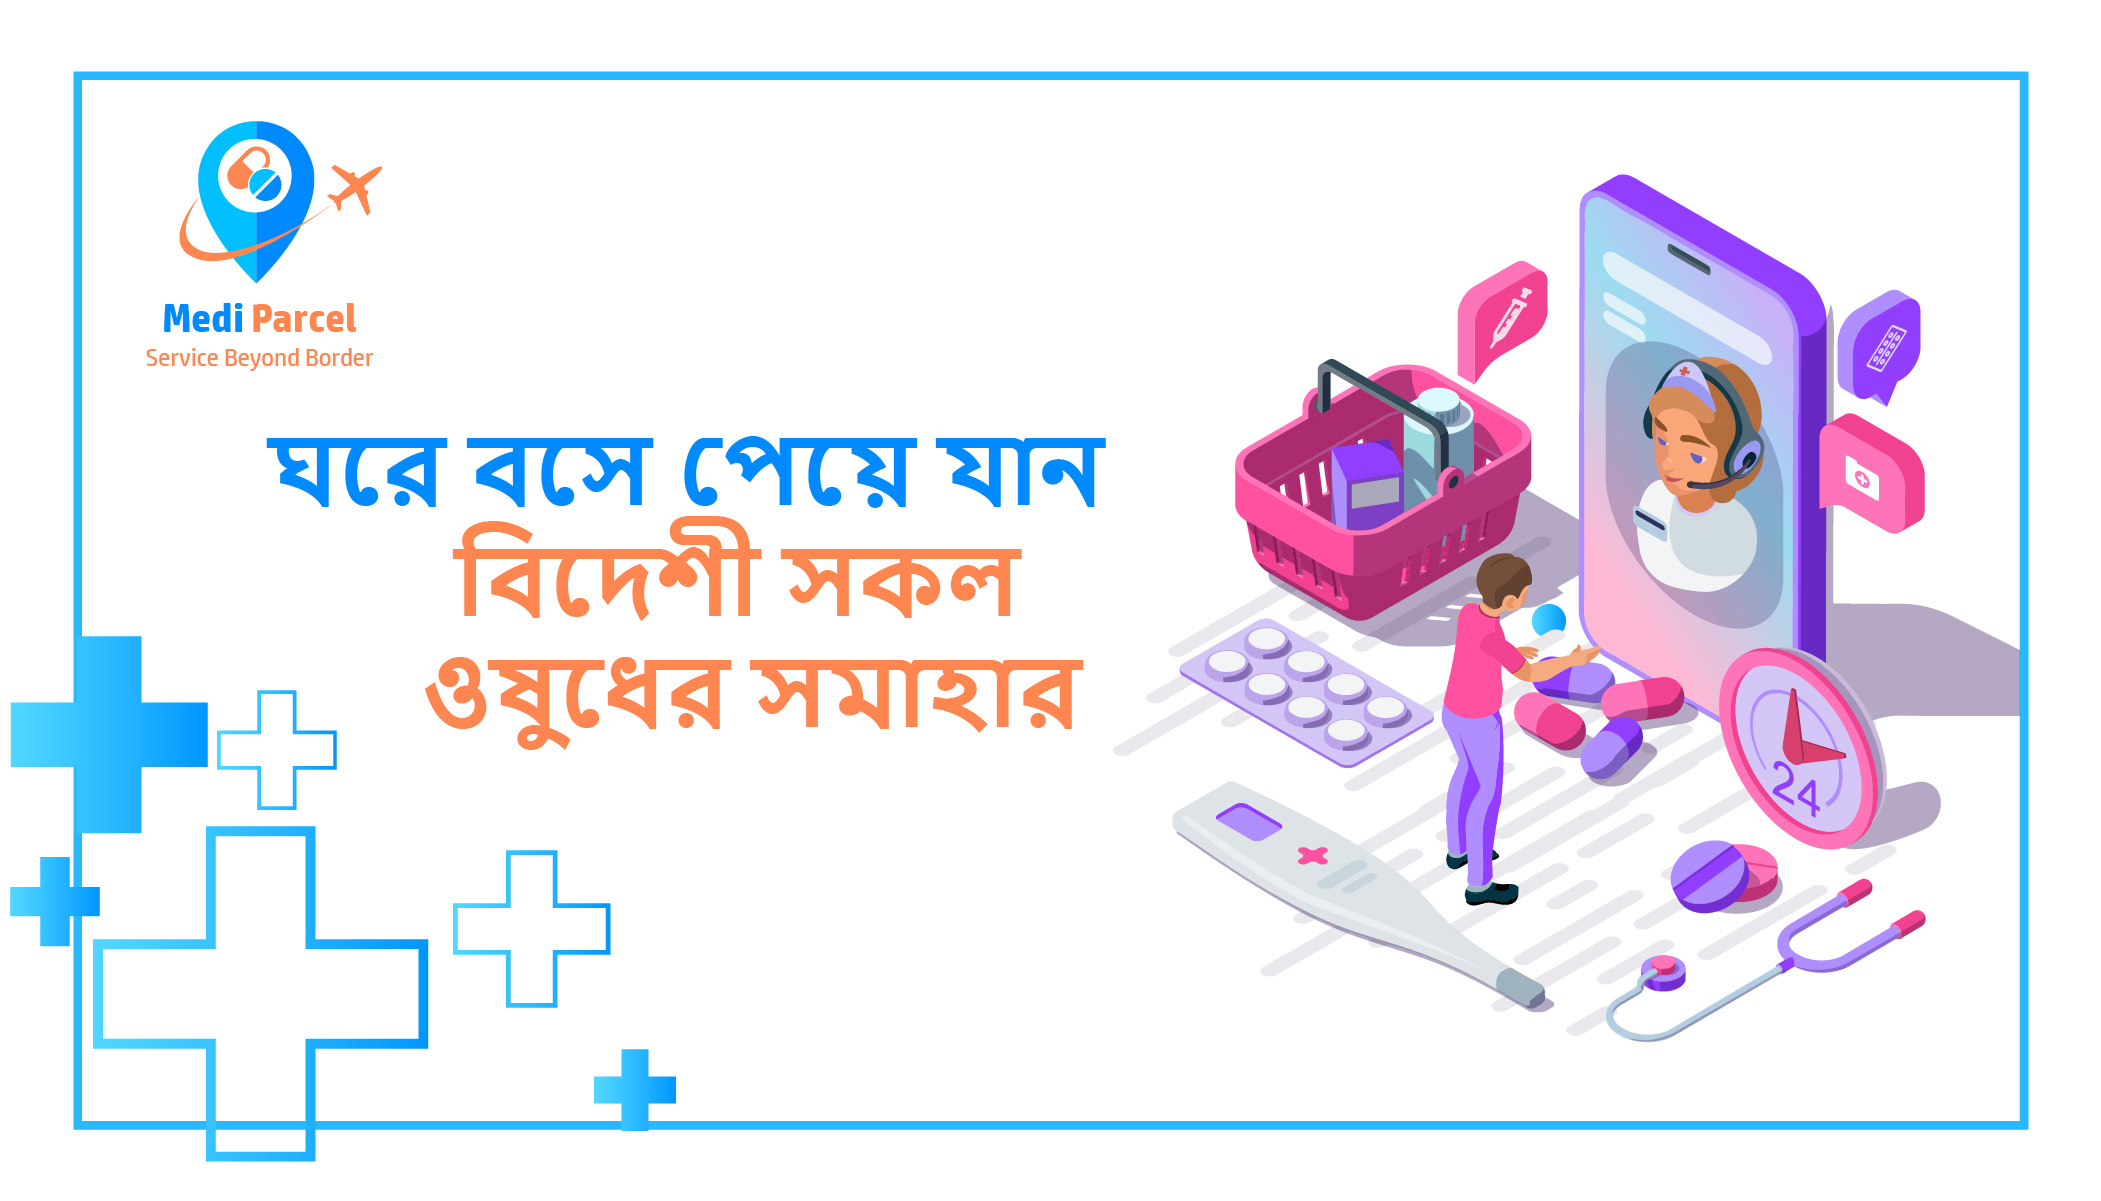 Medi Parcel
Service Beyond Border
ঘরে বসে পেয়ে যান
বিদেশী সকল
ওষুধের সমাহার
24